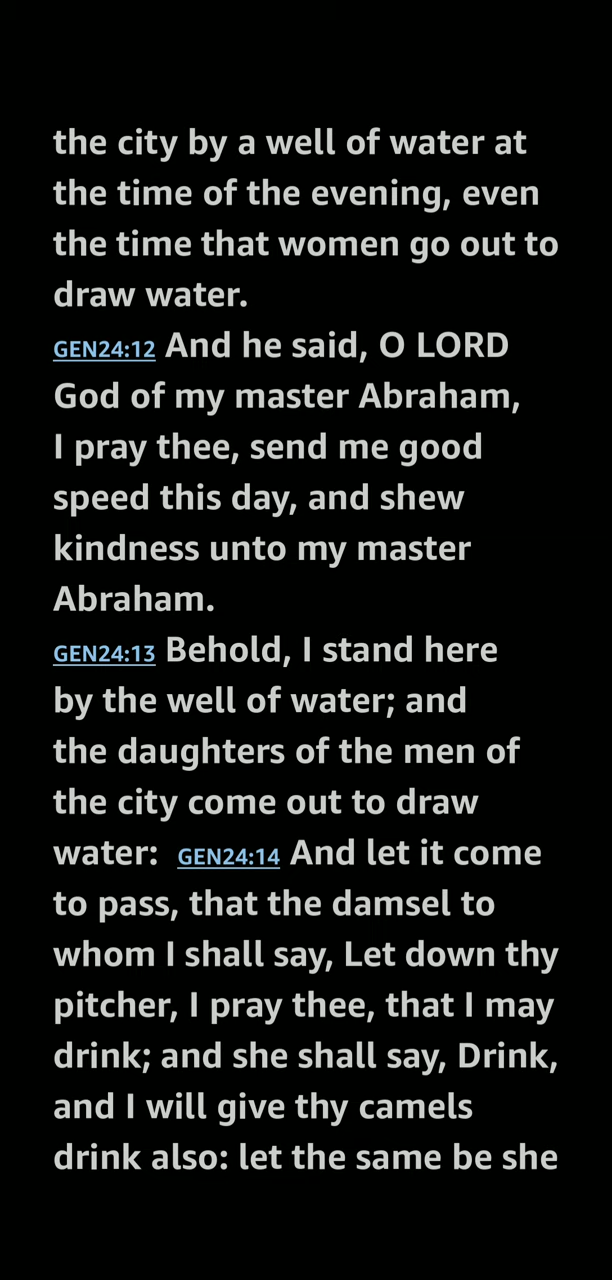 the city by a well of water at
the time of the evening, even
the time that women go out to
draw water.
GEN24:12 And he said, O LORD
God of my master Abraham,
I pray thee, send me good
speed this day, and shew
kindness unto my master
Abraham.
GEN24:13 Behold, I stand here
by the well of water; and
the daughters of the men of
the city come out to draw
water: GEN24:14 And let it come
to pass, that the damsel to
whom I shall say, Let down thy
pitcher, I pray thee, that I may
drink; and she shall say, Drink,
and I will give thy camels
drink also: let the same be she